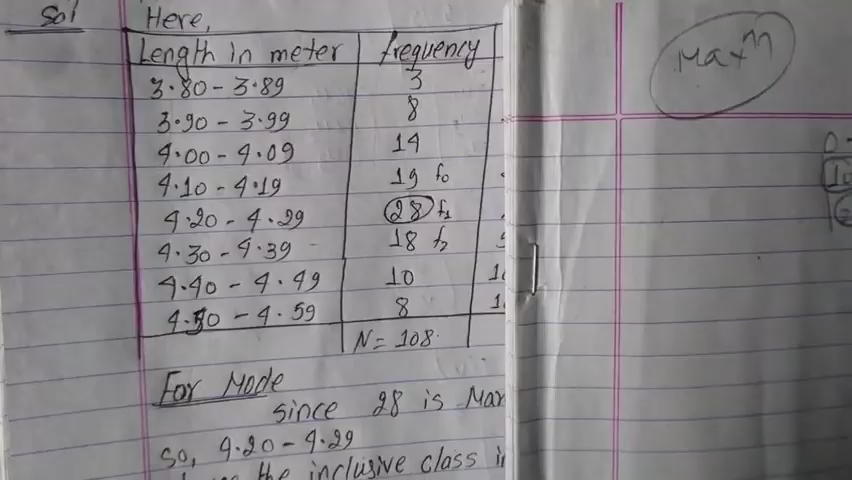 Sol
Here,
Length in meter frequency
3.80 - 3.89 3
3.90 - 3.99 8
4.00 - 4.09 14
4.10 - 4.19 19 f0
4.20 - 4.29 28 f1
4.30 - 4.39 18 f2
4.40 - 4.49 10
4.50 - 4.59 8
N = 108.
For Mode
since 28 is Max
so, 4.20 - 4.29
the inclusive class
Maxm